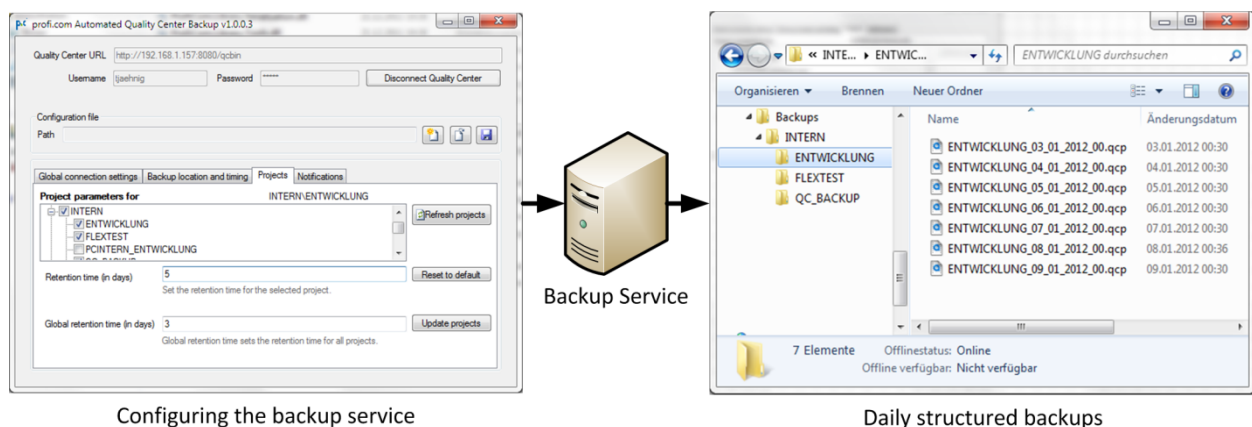 profi.com Automated Quality Center Backup v1.0.0.3
Quality Center URL http://192.168.1.157:8080/qcbin
Username tjaehnig Password ***** Disconnect Quality Center
Configuration file
Path
Global connection settings Backup location and timing Projects Notifications
Project parameters for INTERN\ENTWICKLUNG
INTERN
ENTWICKLUNG
FLEXTEST
PCINTERN_ENTWICKLUNG
QC_BACKUP
Refresh projects
Retention time (in days) 5 Reset to default
Set the retention time for the selected project.
Global retention time (in days) 3 Update projects
Global retention time sets the retention time for all projects.
Configuring the backup service
Backup Service
« INTE... ENTWIC... ENTWICKLUNG durchsuchen
Organisieren Brennen Neuer Ordner
Backups
INTERN
ENTWICKLUNG
FLEXTEST
QC_BACKUP
Name Änderungsdatum
ENTWICKLUNG_03_01_2012_00.qcp 03.01.2012 00:30
ENTWICKLUNG_04_01_2012_00.qcp 04.01.2012 00:30
ENTWICKLUNG_05_01_2012_00.qcp 05.01.2012 00:30
ENTWICKLUNG_06_01_2012_00.qcp 06.01.2012 00:30
ENTWICKLUNG_07_01_2012_00.qcp 07.01.2012 00:30
ENTWICKLUNG_08_01_2012_00.qcp 08.01.2012 00:36
ENTWICKLUNG_09_01_2012_00.qcp 09.01.2012 00:30
7 Elemente Offlinestatus: Online
Offline verfügbar: Nicht verfügbar
Daily structured backups